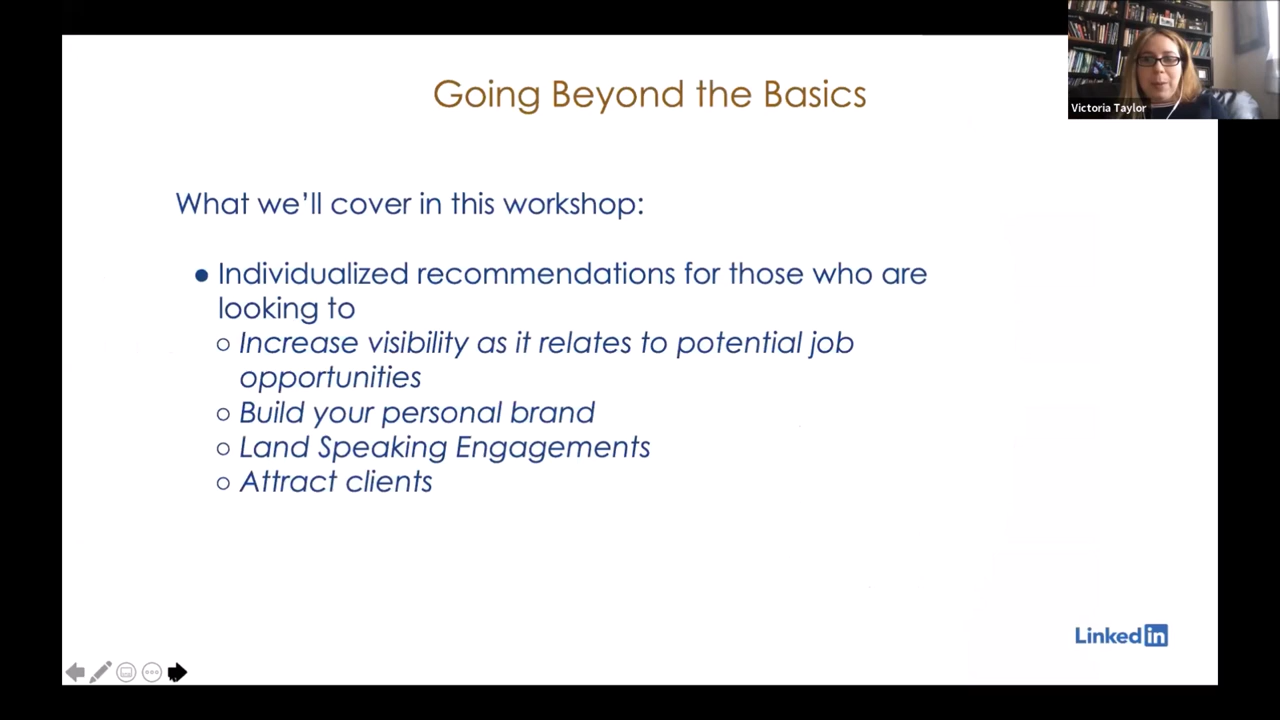 Going Beyond the Basics
Victoria Taylor
What we'll cover in this workshop:
● Individualized recommendations for those who are
looking to
○ Increase visibility as it relates to potential job
opportunities
○ Build your personal brand
○ Land Speaking Engagements
○ Attract clients
Linked in